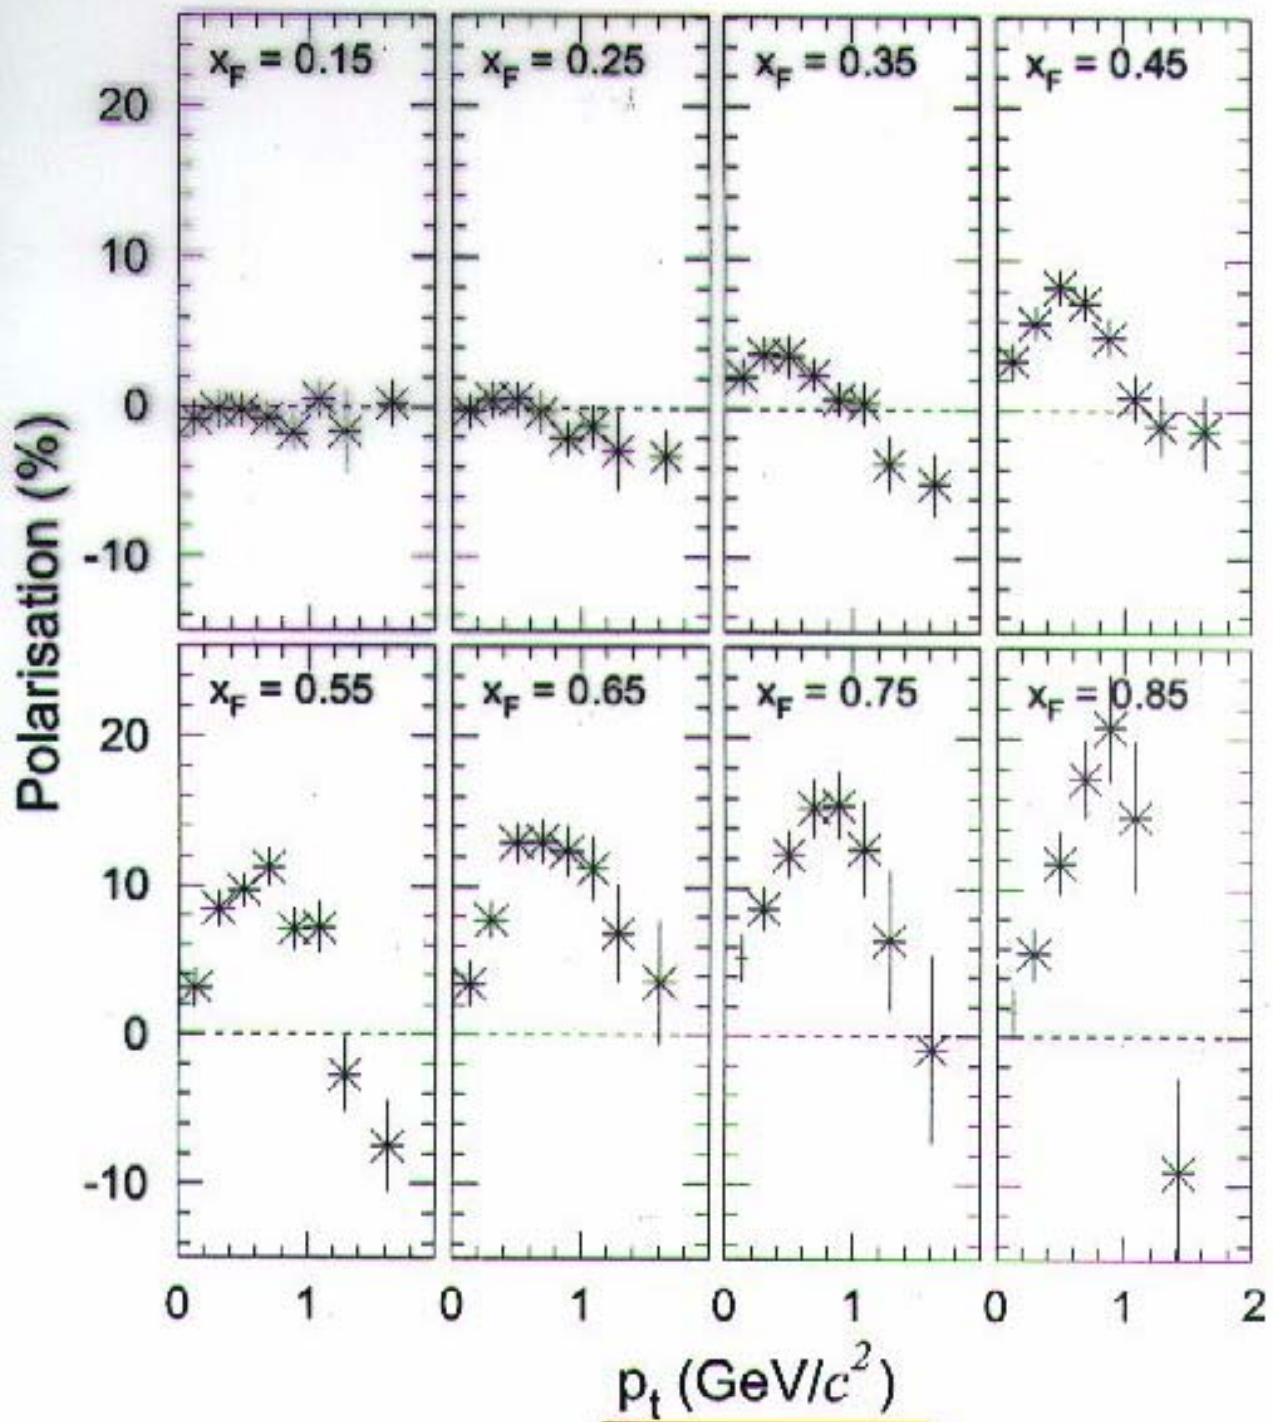 x_F = 0.15
x_F = 0.25
x_F = 0.35
x_F = 0.45
20
10
0
-10
x_F = 0.55
x_F = 0.65
x_F = 0.75
x_F = 0.85
20
10
0
-10
Polarisation (%)
0 1 0 1 0 1 0 1 2
p_t (GeV/c^2)